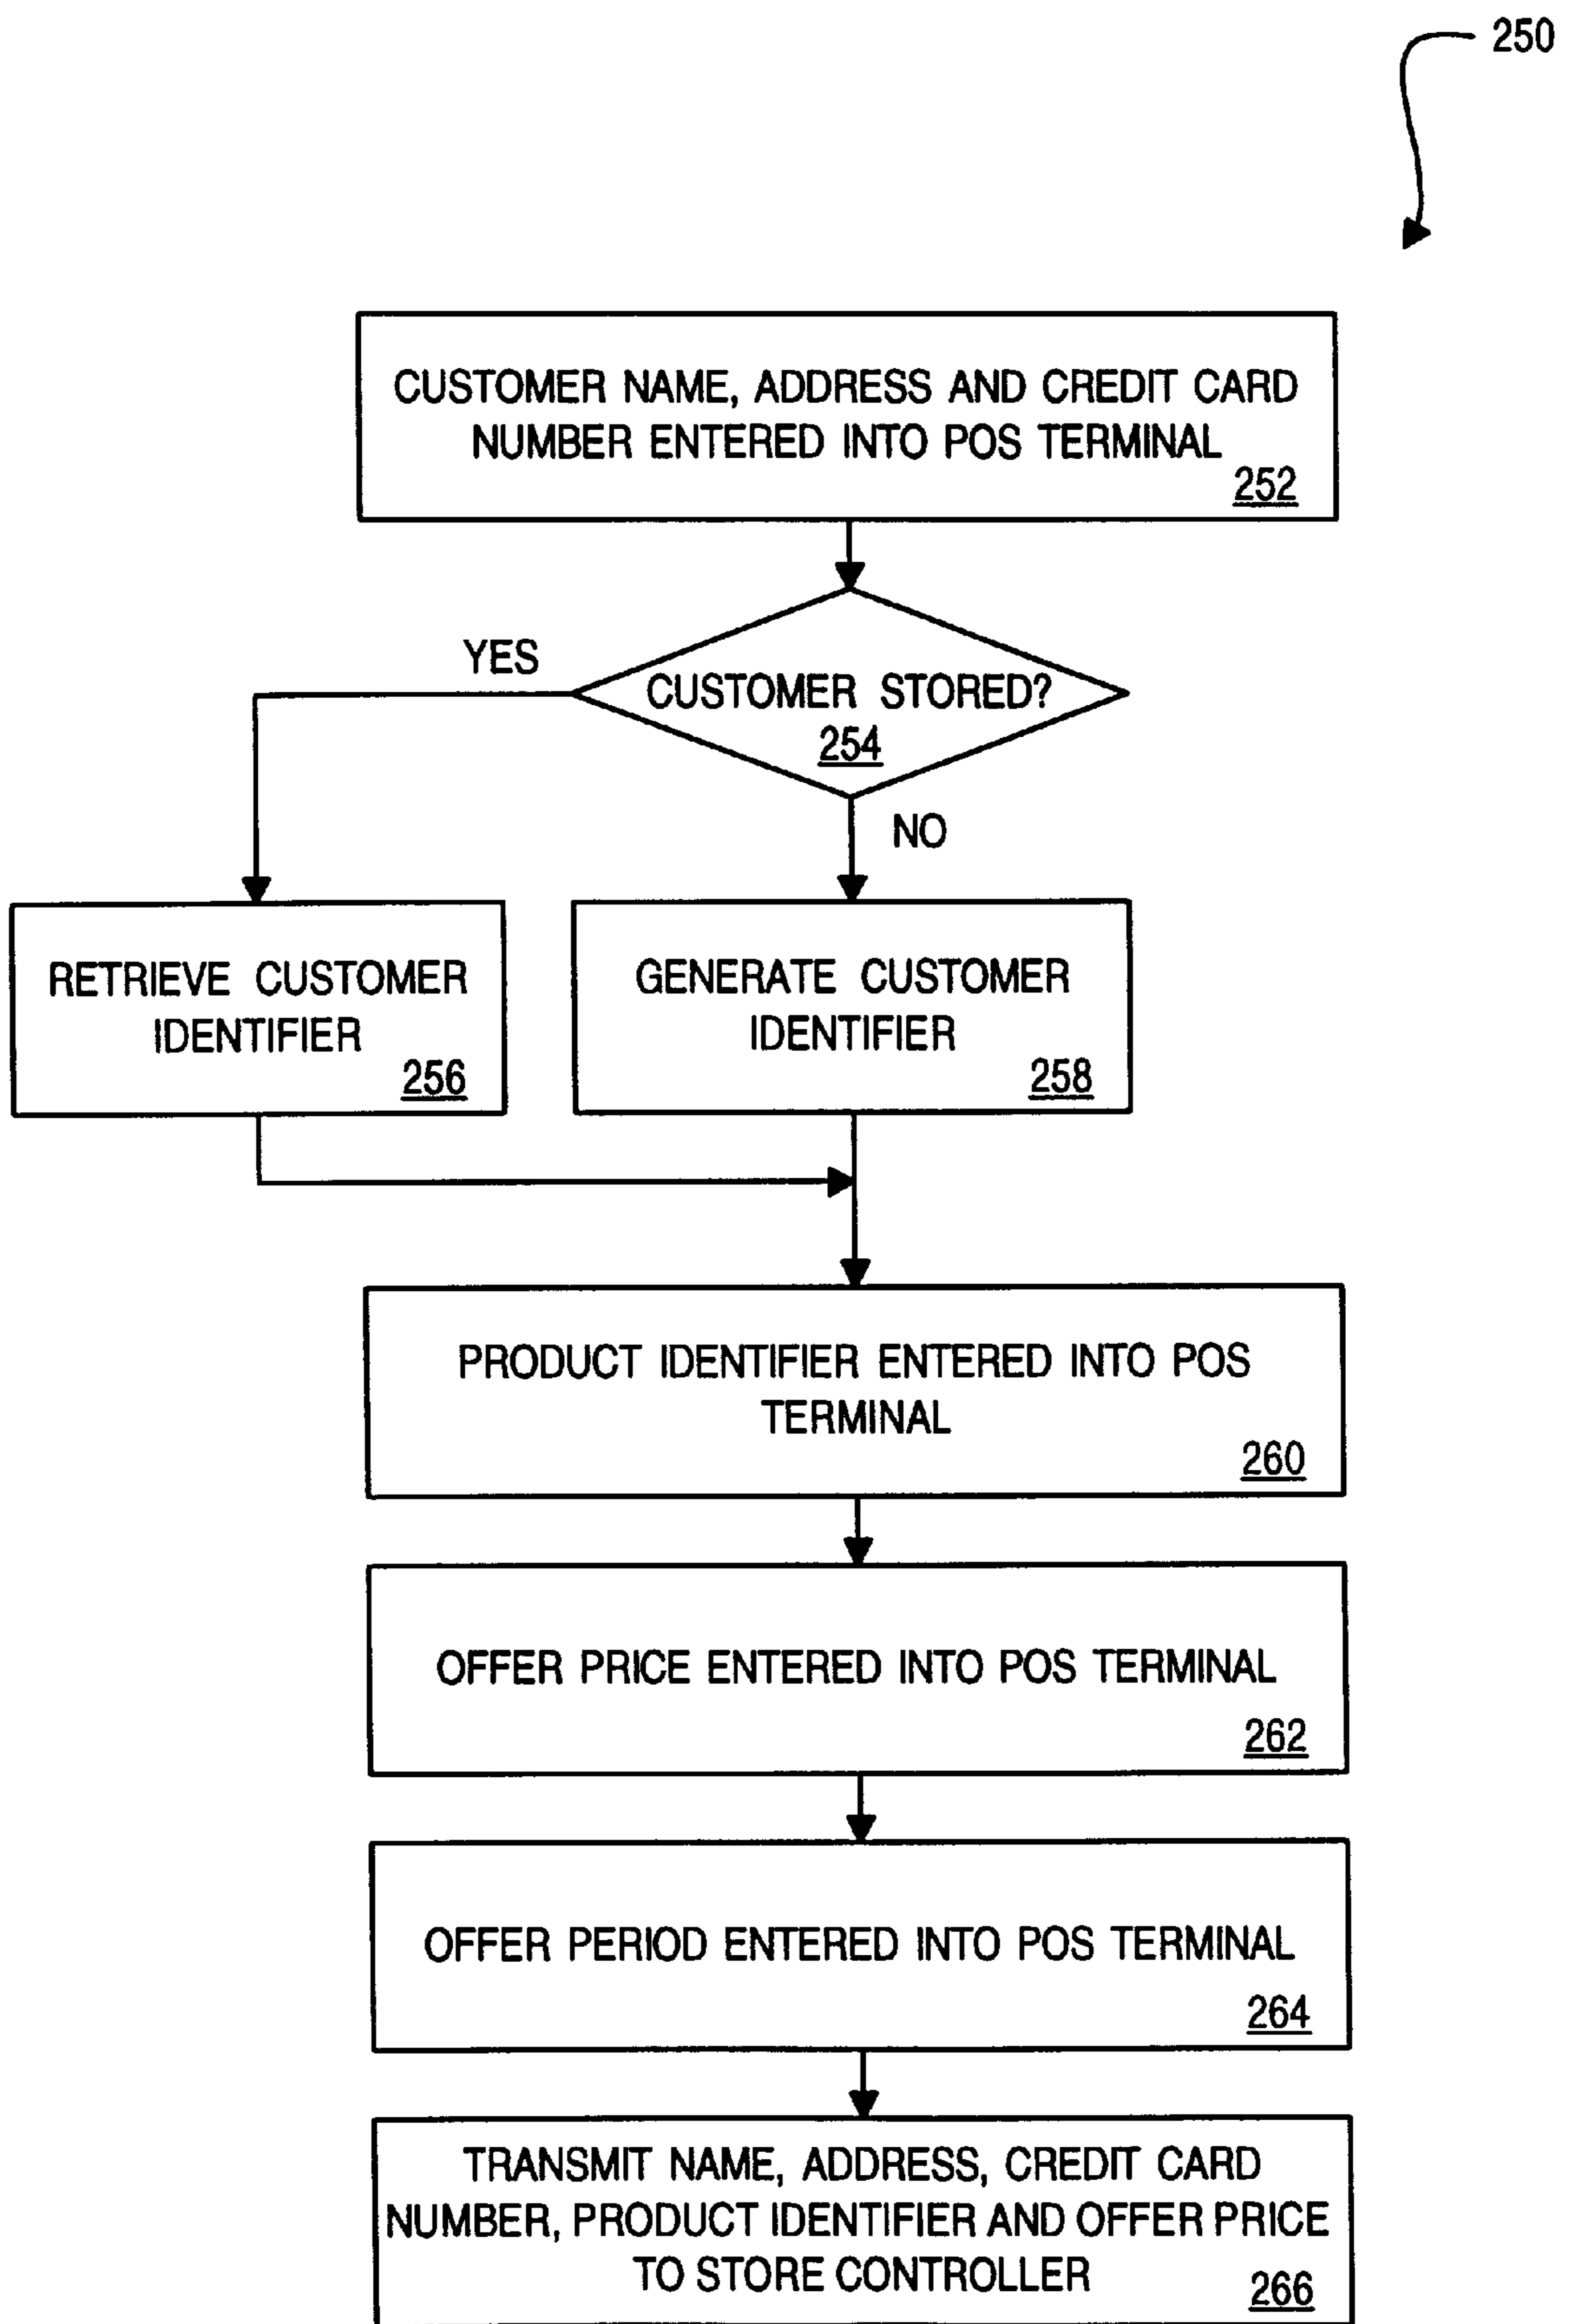 250
CUSTOMER NAME, ADDRESS AND CREDIT CARD
NUMBER ENTERED INTO POS TERMINAL
252
YES
CUSTOMER STORED?
254
NO
RETRIEVE CUSTOMER
IDENTIFIER
256
GENERATE CUSTOMER
IDENTIFIER
258
PRODUCT IDENTIFIER ENTERED INTO POS
TERMINAL
260
OFFER PRICE ENTERED INTO POS TERMINAL
262
OFFER PERIOD ENTERED INTO POS TERMINAL
264
TRANSMIT NAME, ADDRESS, CREDIT CARD
NUMBER, PRODUCT IDENTIFIER AND OFFER PRICE
TO STORE CONTROLLER
266